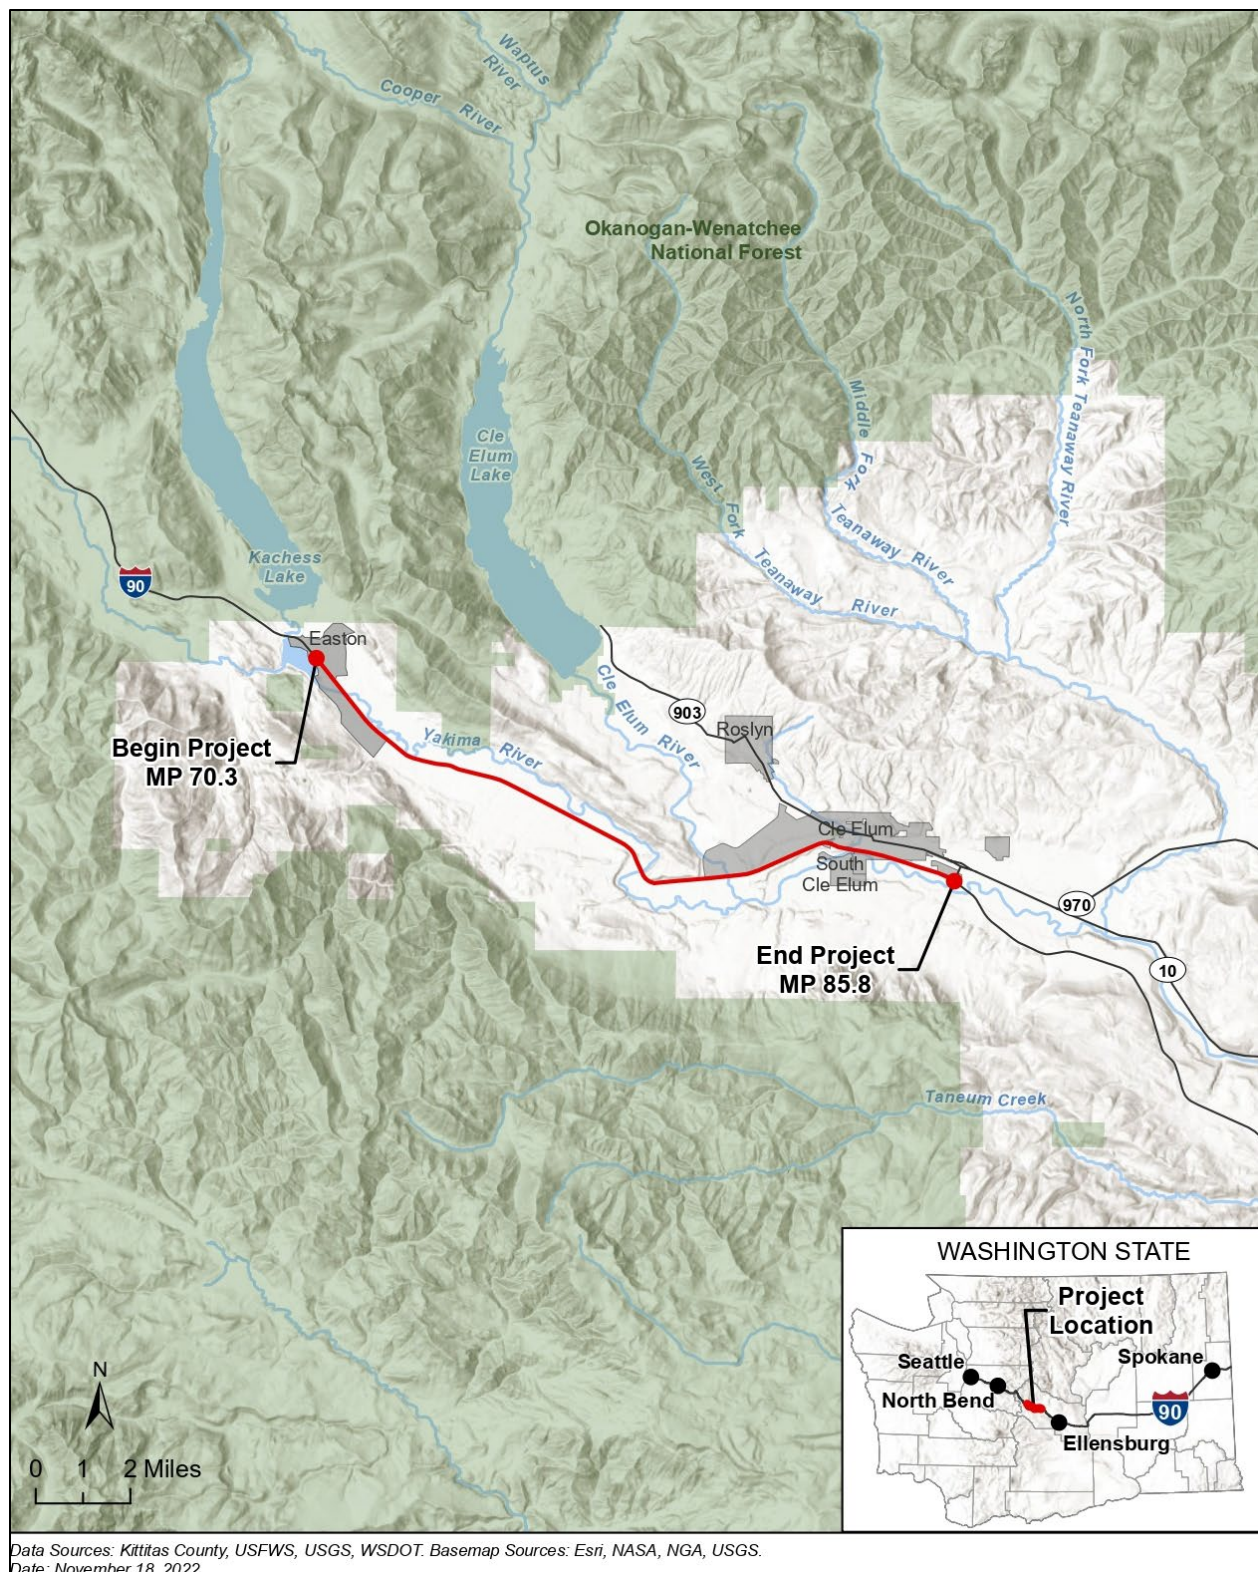 Waptus
River
Cooper River
Okanogan-Wenatchee
National Forest
North Fork Teanaway River
Middle Fork
Teanaway River
West Fork
Teanaway River
Cle
Elum
Lake
Kachess
Lake
90
Easton
Cle Elum River
903
Roslyn
Yakima River
Begin Project
MP 70.3
Cle Elum
South
Cle Elum
970
End Project
MP 85.8
10
Taneum Creek
WASHINGTON STATE
Project
Location
Seattle
Spokane
North Bend
90
Ellensburg
N
0 1 2 Miles
Data Sources: Kittitas County, USFWS, USGS, WSDOT. Basemap Sources: Esri, NASA, NGA, USGS.
Date: November 18, 2022